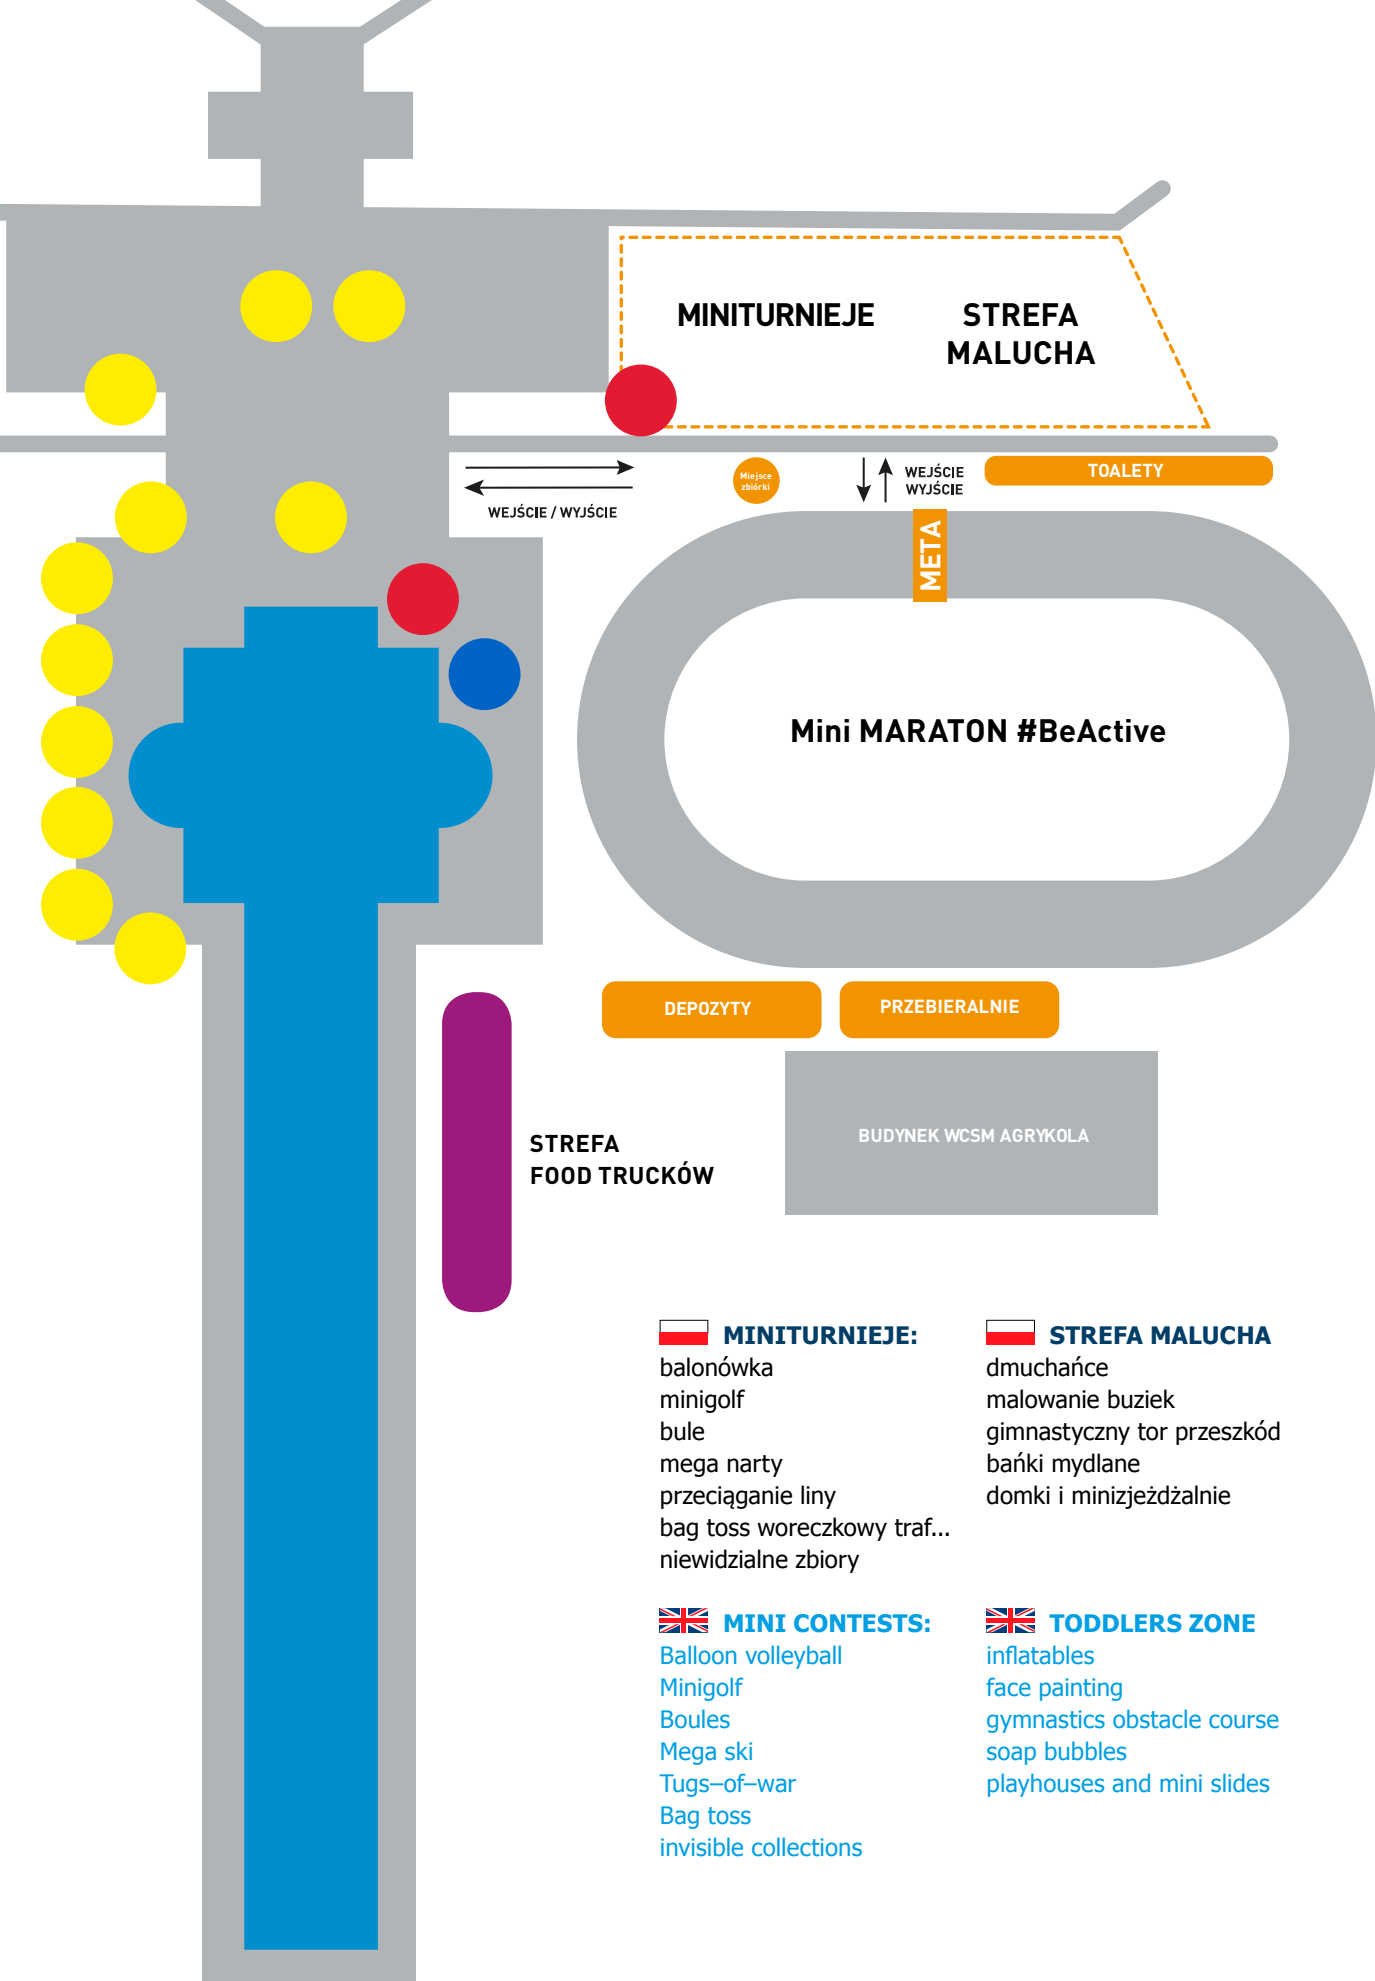 MINITURNIEJE
STREFA
MALUCHA
WEJŚCIE / WYJŚCIE
Miejsce
zbiórki
WEJŚCIE
WYJŚCIE
TOALETY
META
Mini MARATON #BeActive
DEPOZYTY
PRZEBIERALNIE
BUDYNEK WCSM AGRYKOLA
STREFA
FOOD TRUCKÓW
MINITURNIEJE:
balonówka
minigolf
bule
mega narty
przeciąganie liny
bag toss woreczkowy traf...
niewidzialne zbiory
STREFA MALUCHA
dmuchańce
malowanie buziek
gimnastyczny tor przeszkód
bańki mydlane
domki i minizjeżdżalnie
MINI CONTESTS:
Balloon volleyball
Minigolf
Boules
Mega ski
Tugs–of–war
Bag toss
invisible collections
TODDLERS ZONE
inflatables
face painting
gymnastics obstacle course
soap bubbles
playhouses and mini slides